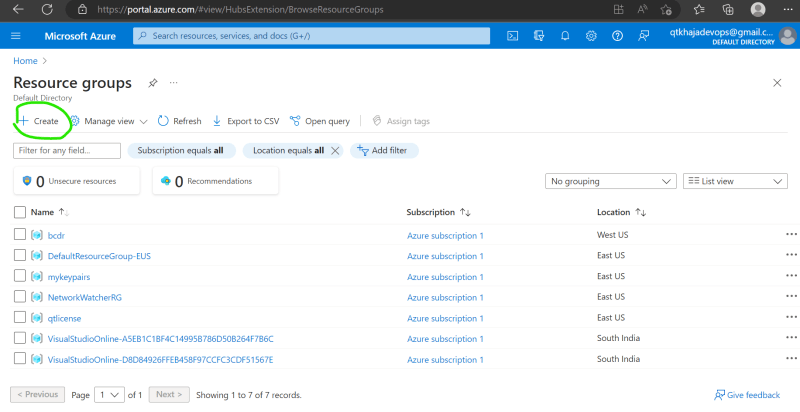 https://portal.azure.com/#view/HubsExtension/BrowseResourceGroups
Microsoft Azure
Search resources, services, and docs (G+/)
qtkhajadevops@gmail.c...
DEFAULT DIRECTORY
Home >
Resource groups
Default Directory
Create
Manage view
Refresh
Export to CSV
Open query
Assign tags
Filter for any field...
Subscription equals all
Location equals all
Add filter
0 Unsecure resources
0 Recommendations
No grouping
List view
Name Subscription Location
bcdr Azure subscription 1 West US
DefaultResourceGroup-EUS Azure subscription 1 East US
mykeypairs Azure subscription 1 East US
NetworkWatcherRG Azure subscription 1 East US
qtlicense Azure subscription 1 East US
VisualStudioOnline-A5EB1C1BF4C14995B786D50B264F7B6C Azure subscription 1 South India
VisualStudioOnline-D8D84926FFEB458F97CCFC3CDF51567E Azure subscription 1 South India
< Previous Page 1 of 1 Next > Showing 1 to 7 of 7 records. Give feedback